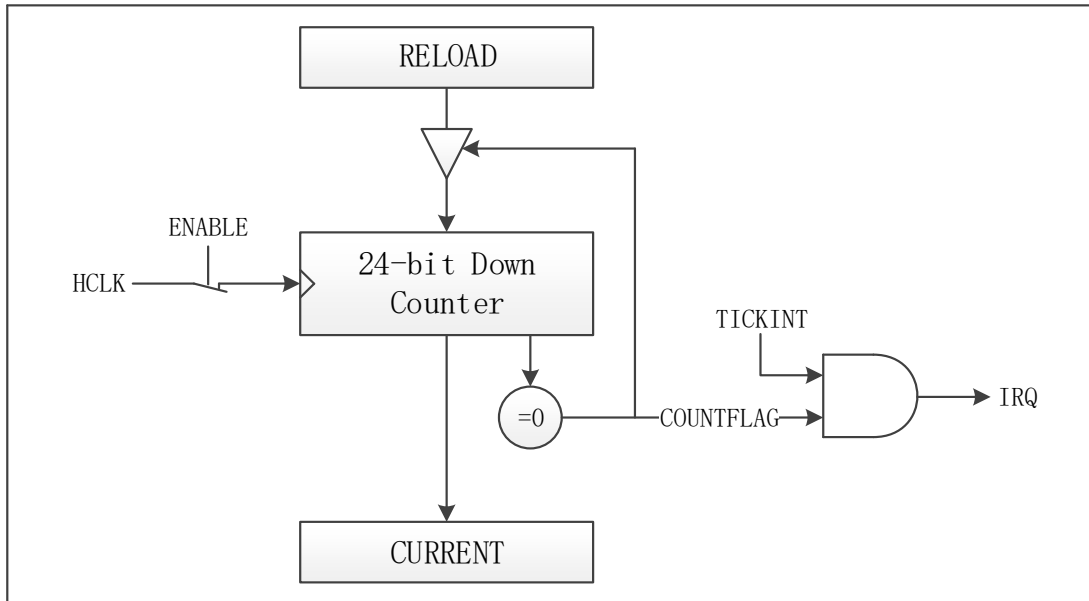 RELOAD
ENABLE
HCLK
24-bit Down
Counter
TICKINT
=0
COUNTFLAG
IRQ
CURRENT